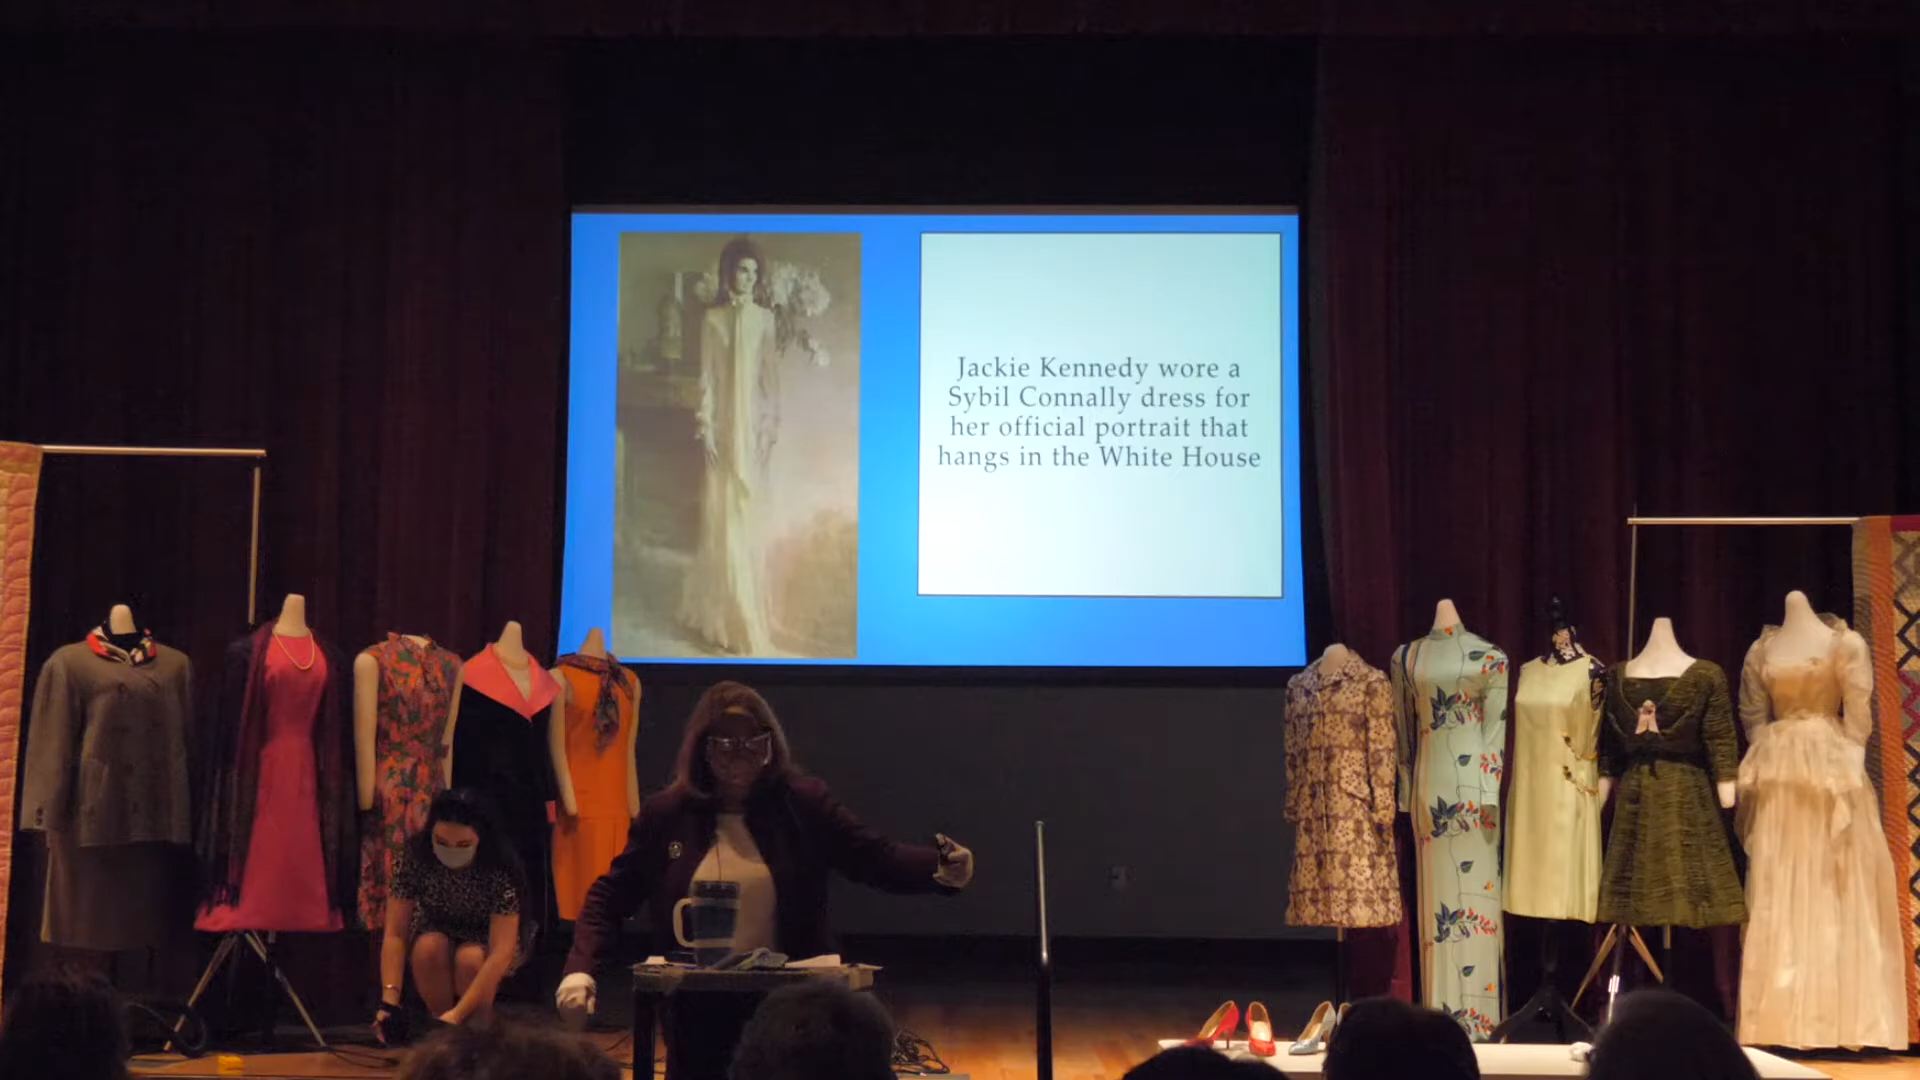 Jackie Kennedy wore a
Sybil Connally dress for
her official portrait that
hangs in the White House